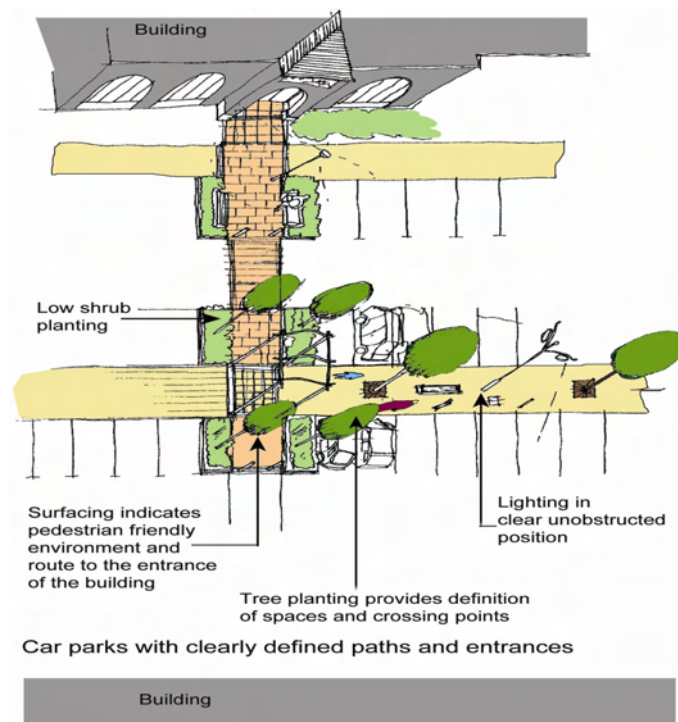 Building
Low shrub
planting
Surfacing indicates
pedestrian friendly
environment and
route to the entrance
of the building
Lighting in
clear unobstructed
position
Tree planting provides definition
of spaces and crossing points
Car parks with clearly defined paths and entrances
Building